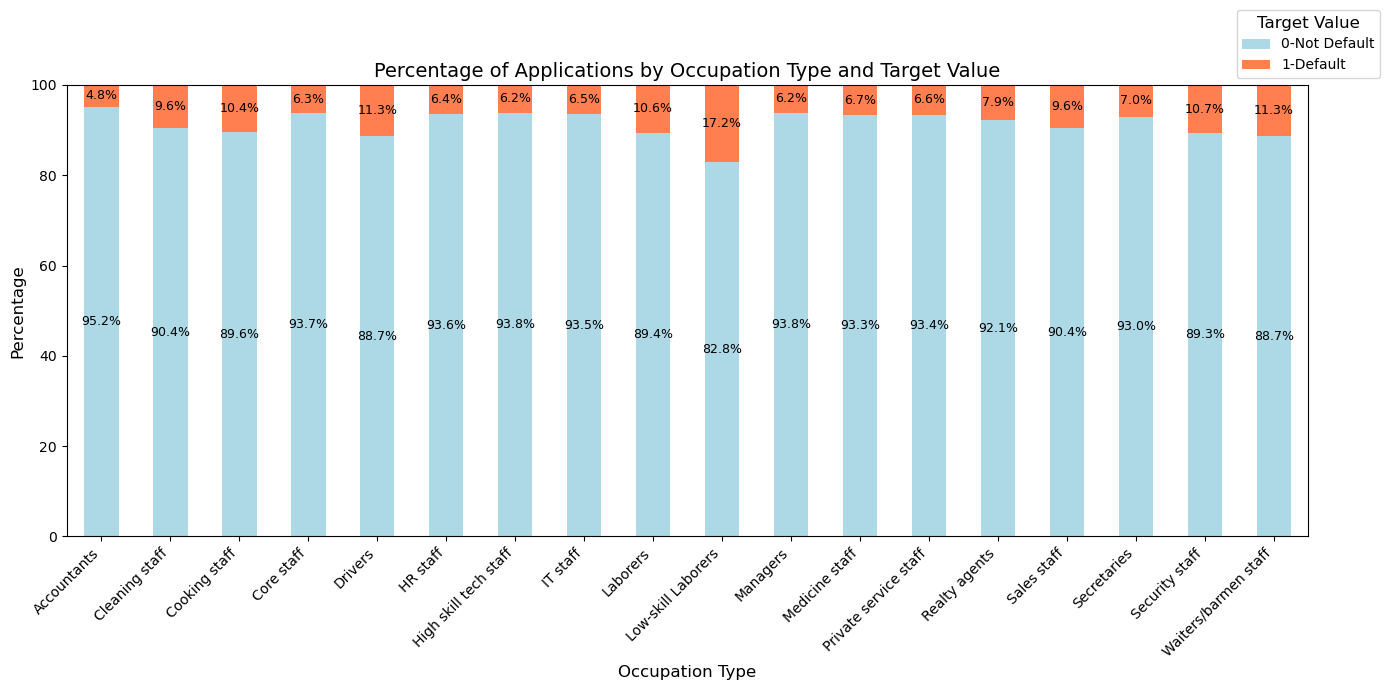 Target Value
0-Not Default
1-Default
Percentage of Applications by Occupation Type and Target Value
Percentage
100
80
60
40
20
0
4.8%
9.6%
10.4%
6.3%
11.3%
6.4%
6.2%
6.5%
10.6%
17.2%
6.2%
6.7%
6.6%
7.9%
9.6%
7.0%
10.7%
11.3%
95.2%
90.4%
89.6%
93.7%
88.7%
93.6%
93.8%
93.5%
89.4%
82.8%
93.8%
93.3%
93.4%
92.1%
90.4%
93.0%
89.3%
88.7%
Accountants
Cleaning staff
Cooking staff
Core staff
Drivers
HR staff
High skill tech staff
IT staff
Laborers
Low-skill Laborers
Managers
Medicine staff
Private service staff
Realty agents
Sales staff
Secretaries
Security staff
Waiters/barmen staff
Occupation Type